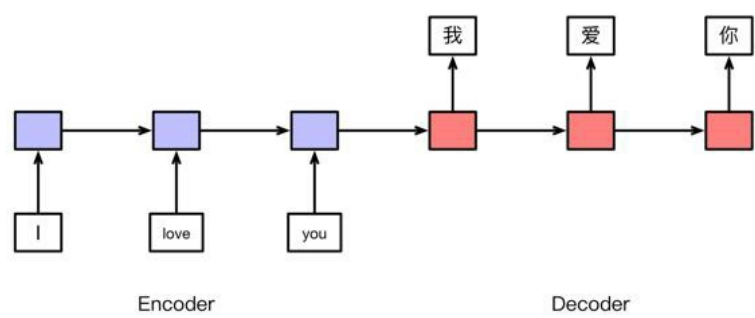 我 爱 你
I love you
Encoder Decoder